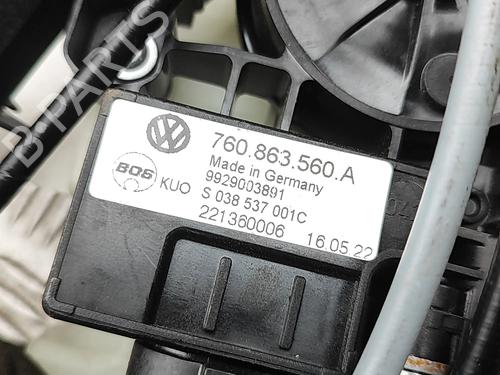 B-PARTS
760.863.560.A
Made in Germany
9929003891
BOS KUO
S 038 537 001C
221360006 16.05.22